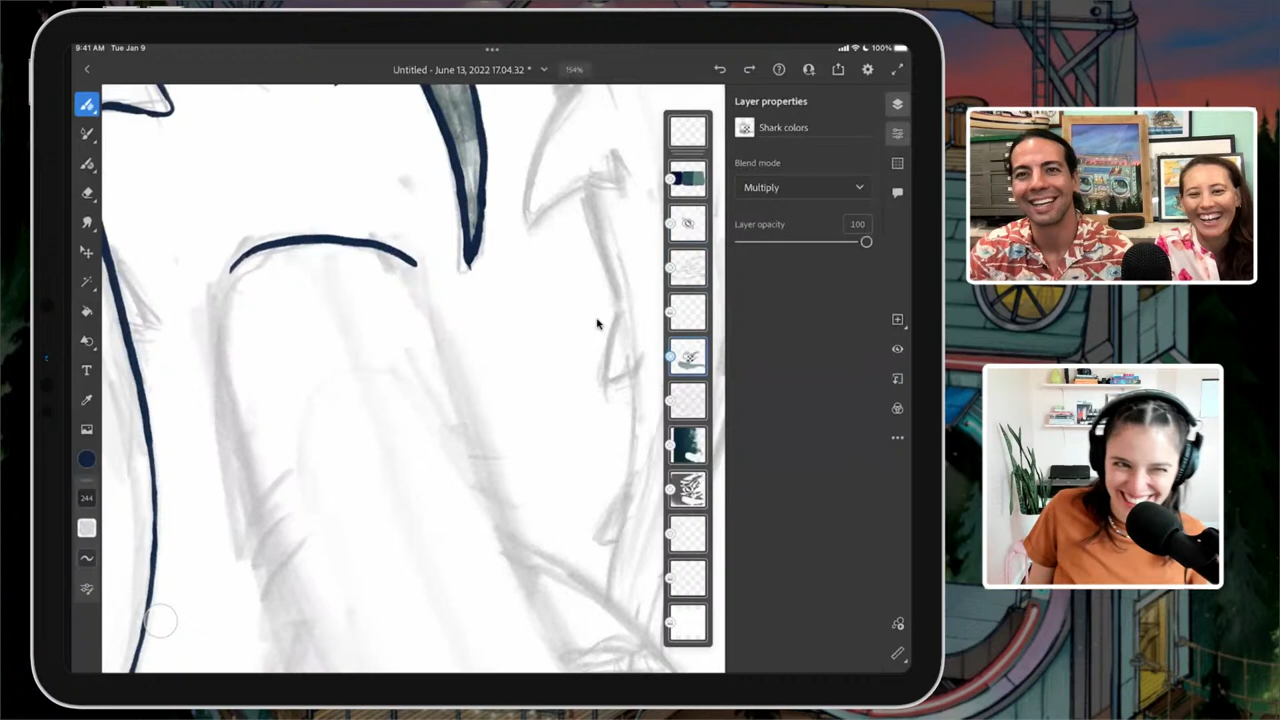 9:41 AM Tue Jan 9
100%
Untitled - June 13, 2022 17.04.32 *
154%
Layer properties
Shark colors
Blend mode
Multiply
Layer opacity
100
T
244